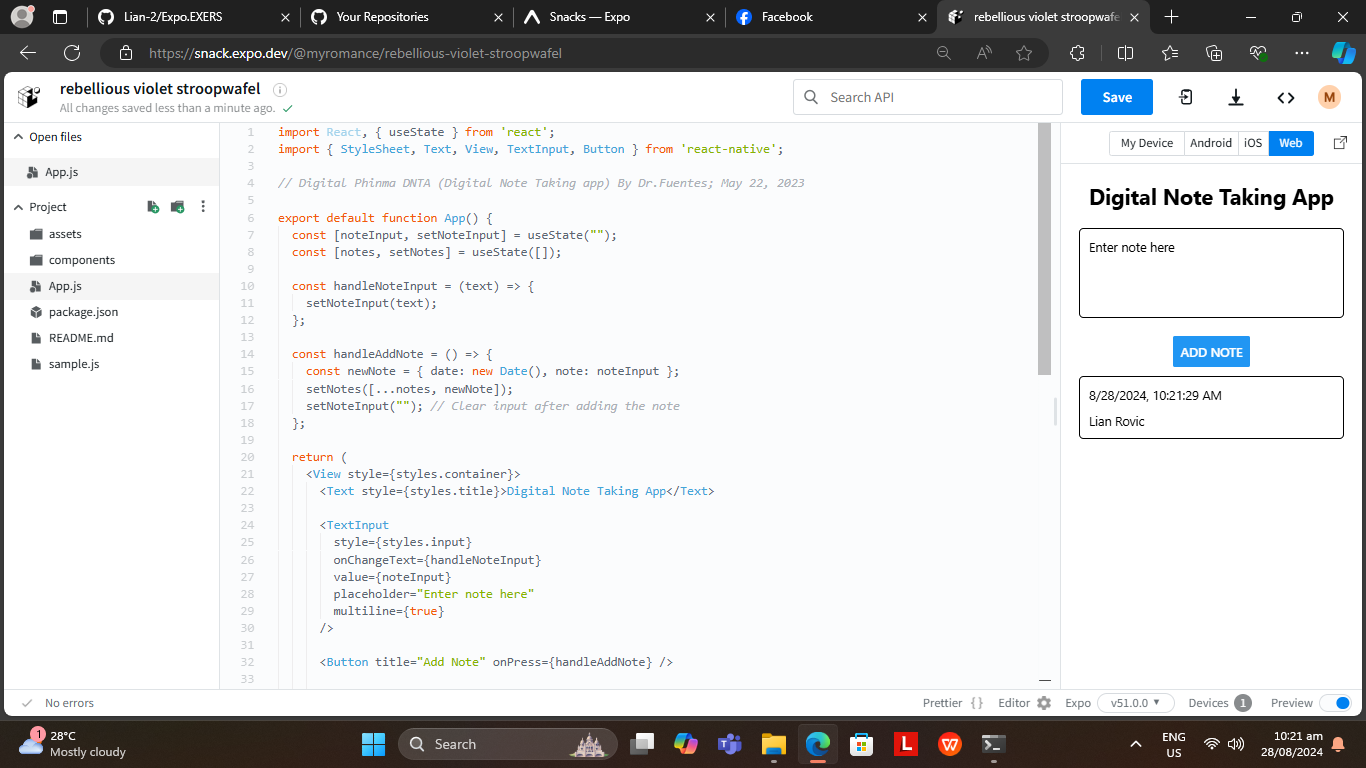 Lian-2/Expo.EXERS
Your Repositories
Snacks — Expo
Facebook
rebellious violet stroopwafe
https://snack.expo.dev/@myromance/rebellious-violet-stroopwafel
rebellious violet stroopwafel
All changes saved less than a minute ago.
Search API
Save
M
Open files
App.js
Project
assets
components
App.js
package.json
README.md
sample.js
1 import React, { useState } from 'react';
2 import { StyleSheet, Text, View, TextInput, Button } from 'react-native';
3
4 // Digital Phinma DNTA (Digital Note Taking app) By Dr.Fuentes; May 22, 2023
5
6 export default function App() {
7 const [noteInput, setNoteInput] = useState("");
8 const [notes, setNotes] = useState([]);
9
10 const handleNoteInput = (text) => {
11 setNoteInput(text);
12 };
13
14 const handleAddNote = () => {
15 const newNote = { date: new Date(), note: noteInput };
16 setNotes([...notes, newNote]);
17 setNoteInput(""); // Clear input after adding the note
18 };
19
20 return (
21 <View style={styles.container}>
22 <Text style={styles.title}>Digital Note Taking App</Text>
23
24 <TextInput
25 style={styles.input}
26 onChangeText={handleNoteInput}
27 value={noteInput}
28 placeholder="Enter note here"
29 multiline={true}
30 />
31
32 <Button title="Add Note" onPress={handleAddNote} />
33
My Device Android iOS Web
Digital Note Taking App
Enter note here
ADD NOTE
8/28/2024, 10:21:29 AM
Lian Rovic
No errors
Prettier {} Editor Expo v51.0.0 Devices 1 Preview
1
28°C
Mostly cloudy
Search
L
W
ENG
US
10:21 am
28/08/2024